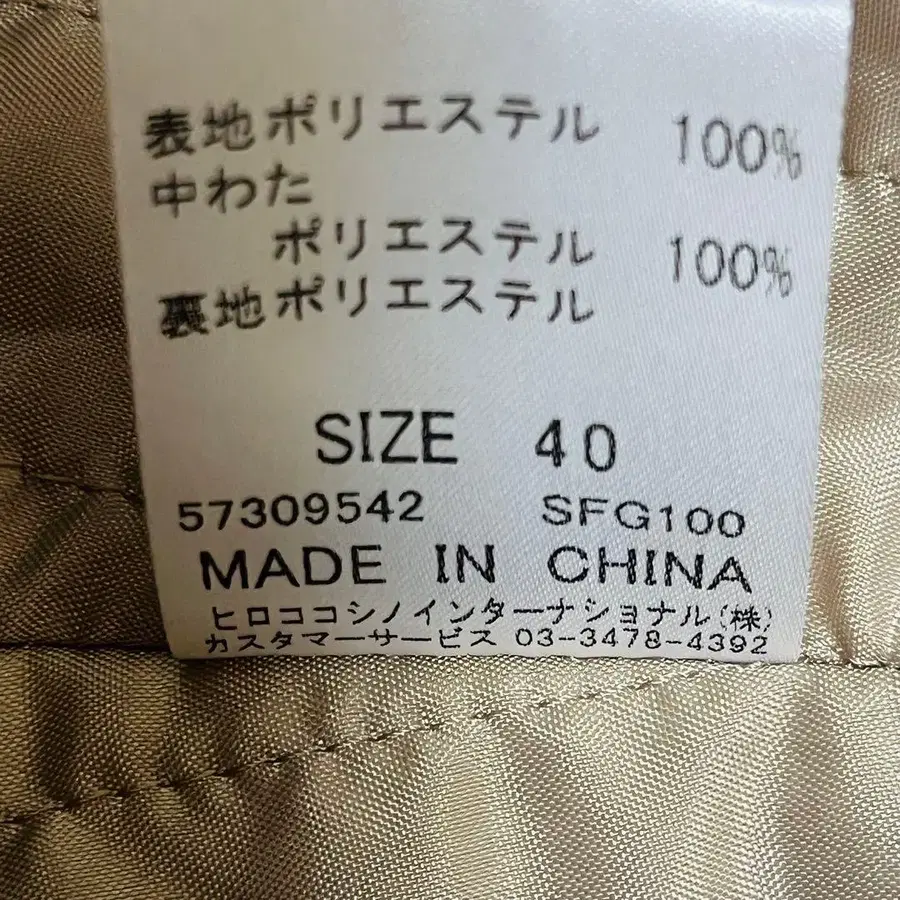 表地ポリエステル 100%
中わた
ポリエステル 100%
裏地ポリエステル
SIZE 40
57309542 SFG100
MADE IN CHINA
ヒロココシノインターナショナル(株)
カスタマーサービス 03-3478-4392